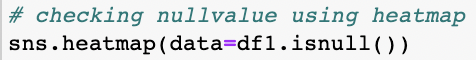 # checking nullvalue using heatmap
sns.heatmap(data=df1.isnull())